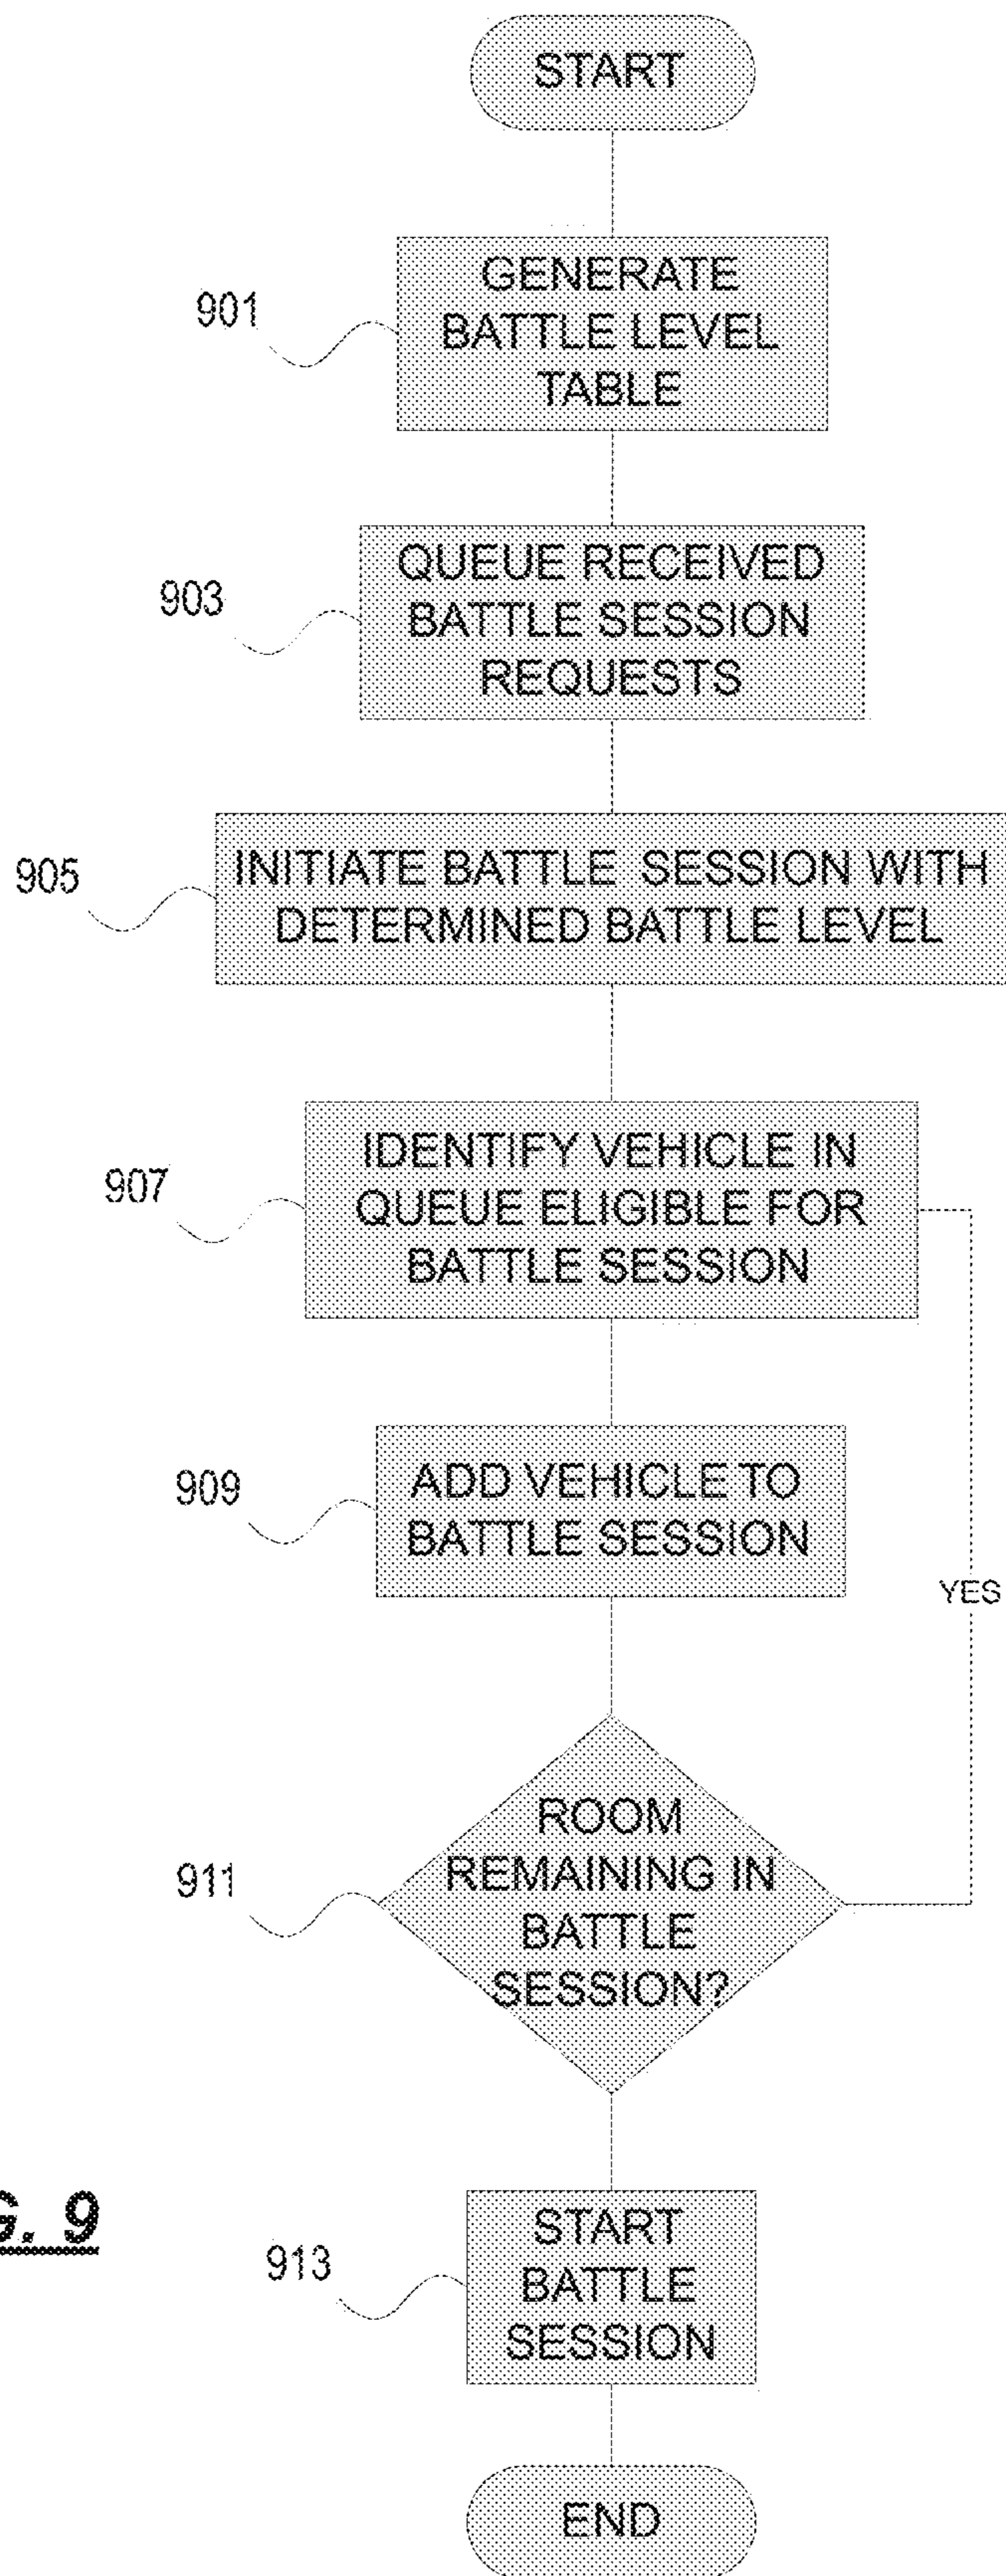 START
901
GENERATE
BATTLE LEVEL
TABLE
903
QUEUE RECEIVED
BATTLE SESSION
REQUESTS
905
INITIATE BATTLE SESSION WITH
DETERMINED BATTLE LEVEL
907
IDENTIFY VEHICLE IN
QUEUE ELIGIBLE FOR
BATTLE SESSION
909
ADD VEHICLE TO
BATTLE SESSION
YES
911
ROOM
REMAINING IN
BATTLE
SESSION?
G. 9
913
START
BATTLE
SESSION
END